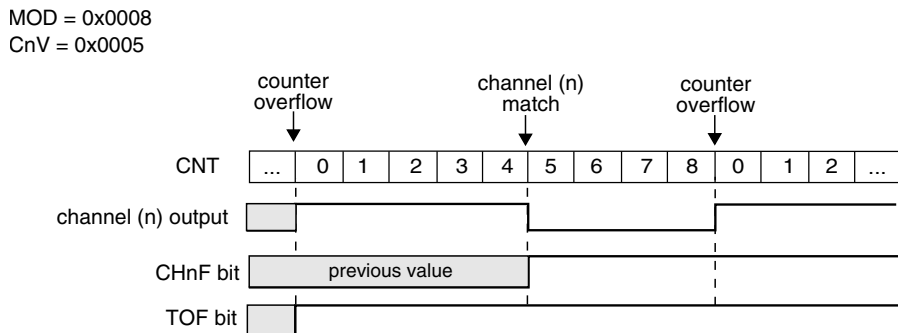 MOD = 0x0008
CnV = 0x0005
counter overflow
channel (n) match
counter overflow
CNT ... 0 1 2 3 4 5 6 7 8 0 1 2 ...
channel (n) output
CHnF bit previous value
TOF bit